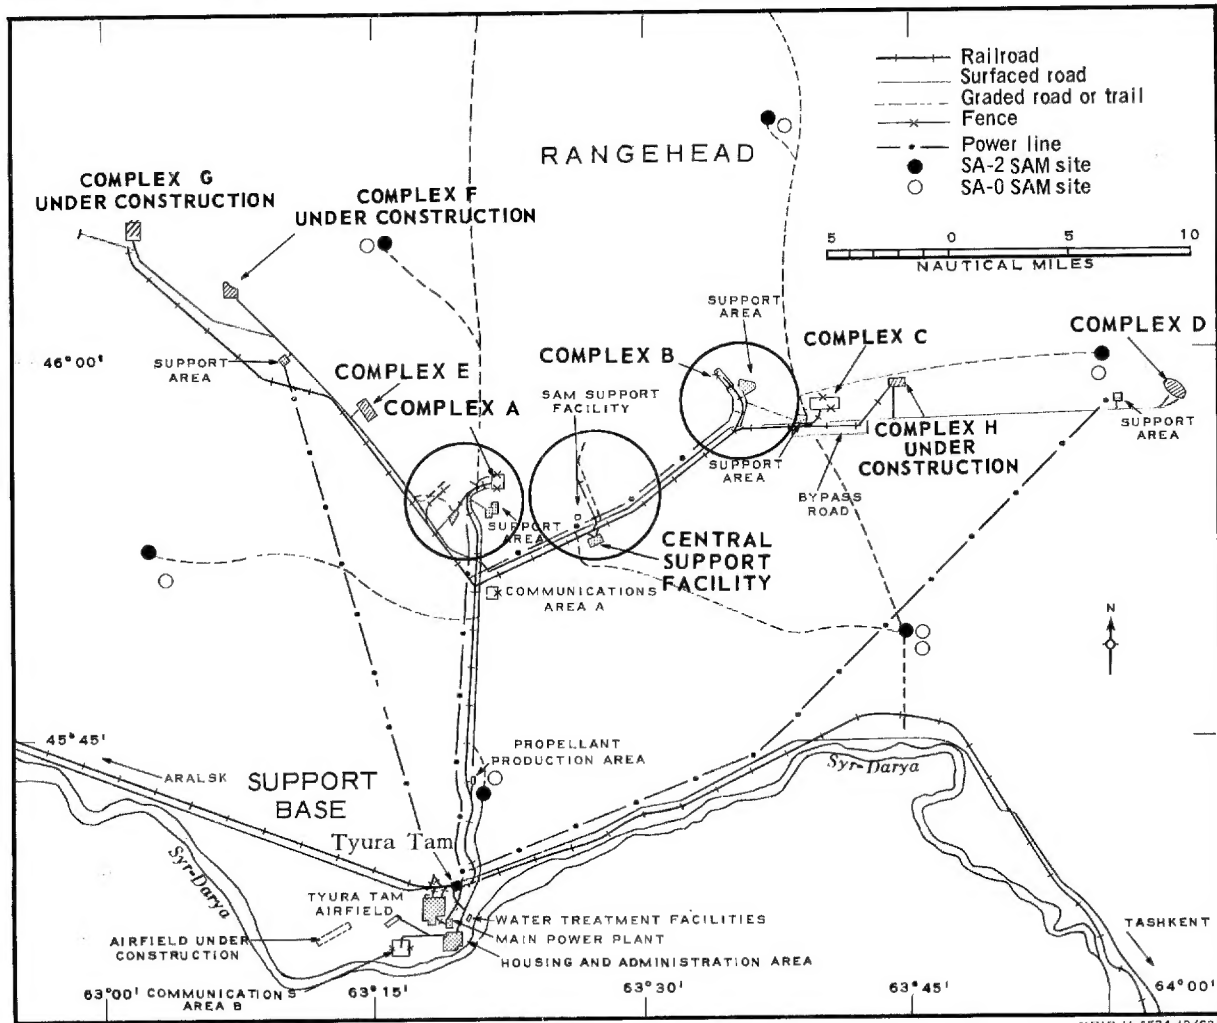 Railroad
Surfaced road
Graded road or trail
Fence
Power line
SA-2 SAM site
SA-0 SAM site
RANGEHEAD
COMPLEX G
UNDER CONSTRUCTION
COMPLEX F
UNDER CONSTRUCTION
5 0 5 10
NAUTICAL MILES
SUPPORT
AREA
COMPLEX C
COMPLEX D
46°00'
SUPPORT
AREA
COMPLEX E
COMPLEX B
COMPLEX A
SAM SUPPORT
FACILITY
SUPPORT
AREA
COMPLEX H
UNDER
CONSTRUCTION
SUPPORT
AREA
BYPASS
ROAD
SUPPORT
AREA
CENTRAL
SUPPORT
FACILITY
COMMUNICATIONS
AREA A
N
45°45'
ARALSK
SUPPORT
BASE
PROPELLANT
PRODUCTION AREA
Syr-Darya
Tyura Tam
Syr-Darya
TYURA TAM
AIRFIELD
WATER TREATMENT FACILITIES
MAIN POWER PLANT
HOUSING AND ADMINISTRATION AREA
AIRFIELD UNDER
CONSTRUCTION
TASHKENT
COMMUNICATIONS
AREA B
63°00' 63°15' 63°30' 63°45' 64°00'